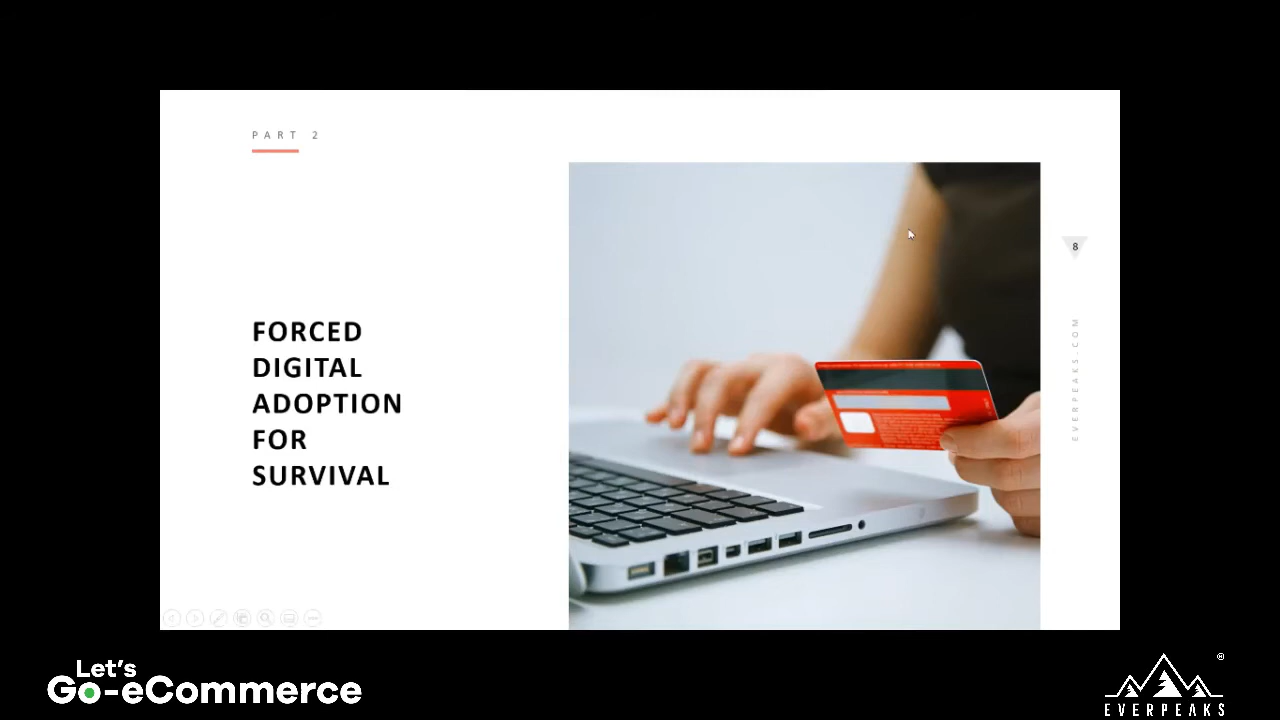 PART 2
8
EVERPEAKS.COM
FORCED
DIGITAL
ADOPTION
FOR
SURVIVAL
Let's
Go-eCommerce
®
EVERPEAKS